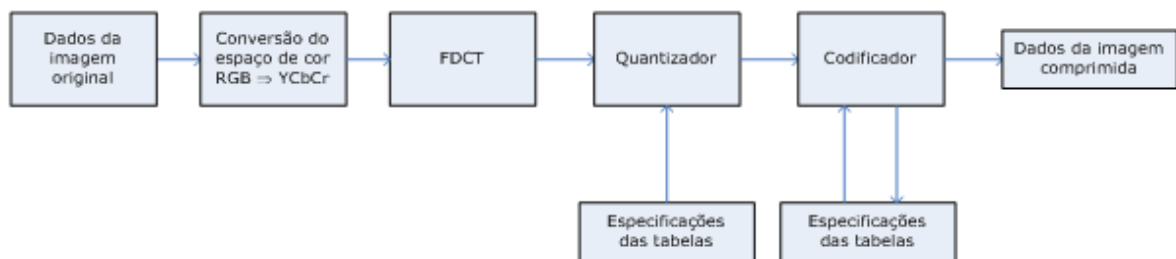 Dados da
imagem
original
Conversão do
espaço de cor
RGB ⇒ YCbCr
FDCT
Quantizador
Codificador
Dados da imagem
comprimida
Especificações
das tabelas
Especificações
das tabelas